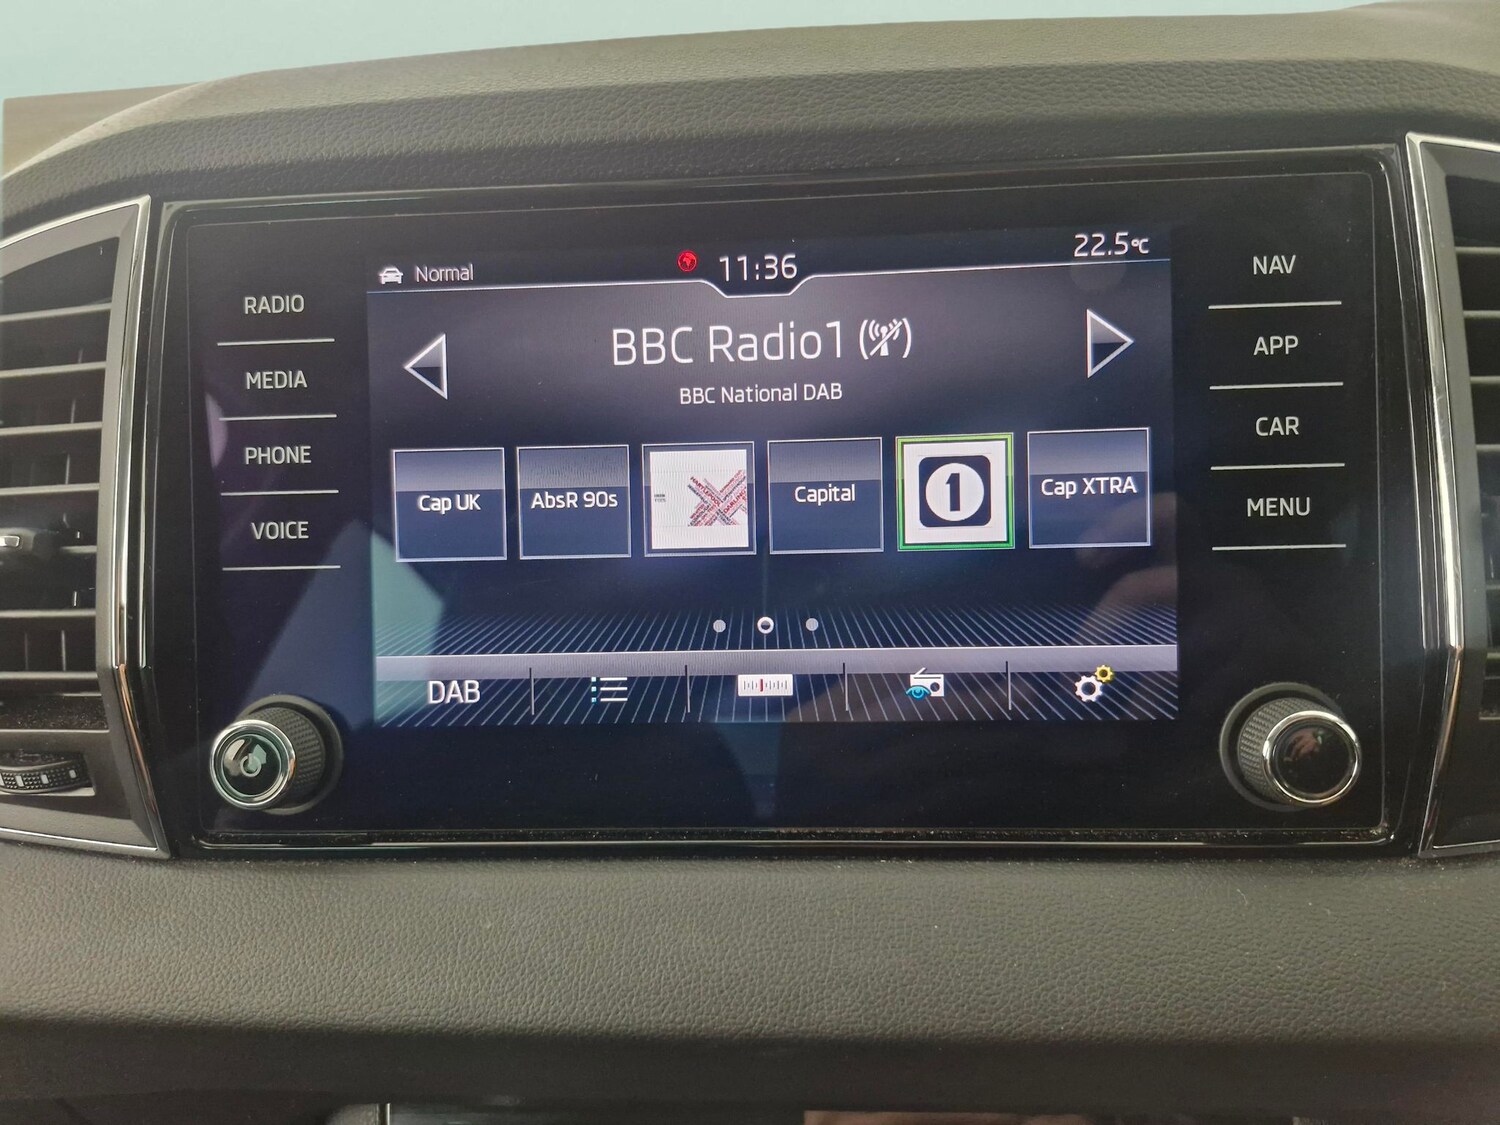 Normal
11:36
22.5°C
RADIO
MEDIA
PHONE
VOICE
BBC Radio1
BBC National DAB
Cap UK
AbsR 90s
Capital
1
Cap XTRA
DAB
NAV
APP
CAR
MENU